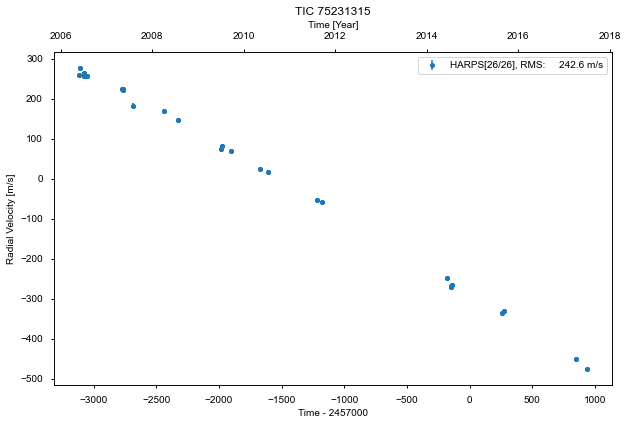 TIC 75231315
Time [Year]
2006 2008 2010 2012 2014 2016 2018
HARPS[26/26], RMS: 242.6 m/s
300
200
100
0
−100
−200
−300
−400
−500
Radial Velocity [m/s]
−3000 −2500 −2000 −1500 −1000 −500 0 500 1000
Time - 2457000